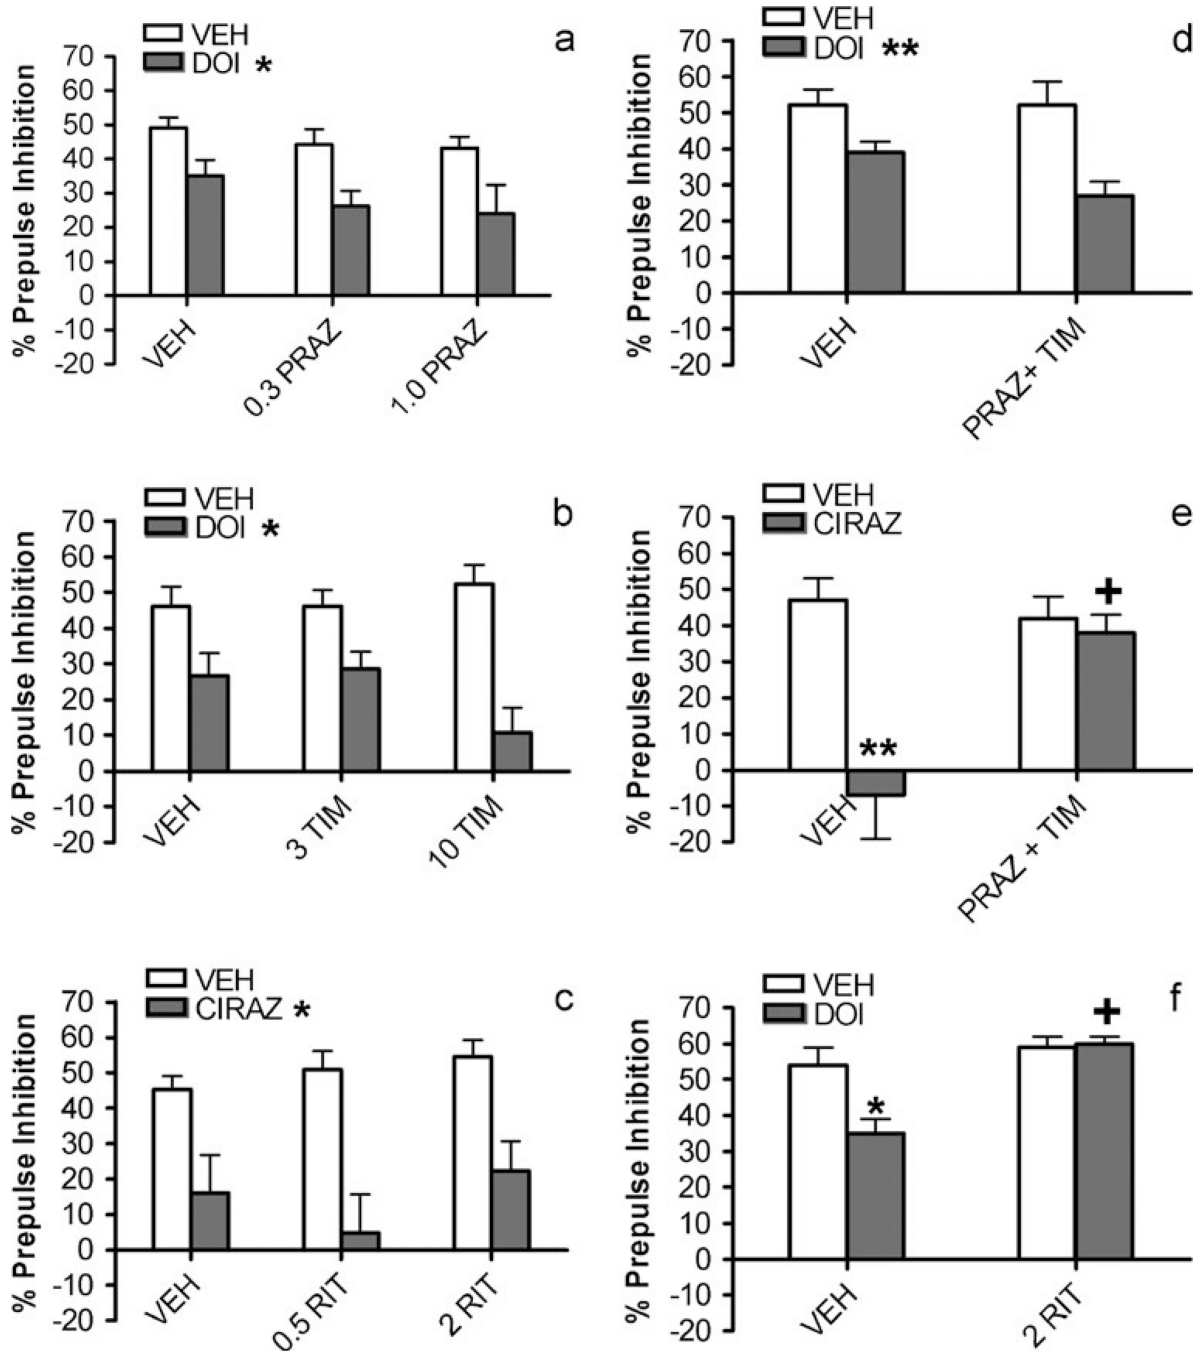 VEH
DOI *
a
% Prepulse Inhibition
70
60
50
40
30
20
10
0
-10
-20
VEH
0.3 PRAZ
1.0 PRAZ
VEH
DOI **
d
% Prepulse Inhibition
70
60
50
40
30
20
10
0
-10
-20
VEH
PRAZ+ TIM
VEH
DOI *
b
% Prepulse Inhibition
70
60
50
40
30
20
10
0
-10
-20
VEH
3 TIM
10 TIM
VEH
CIRAZ
e
% Prepulse Inhibition
70
60
50
40
30
20
10
0
-10
-20
**
+
VEH
PRAZ + TIM
VEH
CIRAZ *
c
% Prepulse Inhibition
70
60
50
40
30
20
10
0
-10
-20
VEH
0.5 RIT
2 RIT
VEH
DOI
f
% Prepulse Inhibition
70
60
50
40
30
20
10
0
-10
-20
*
+
VEH
2 RIT